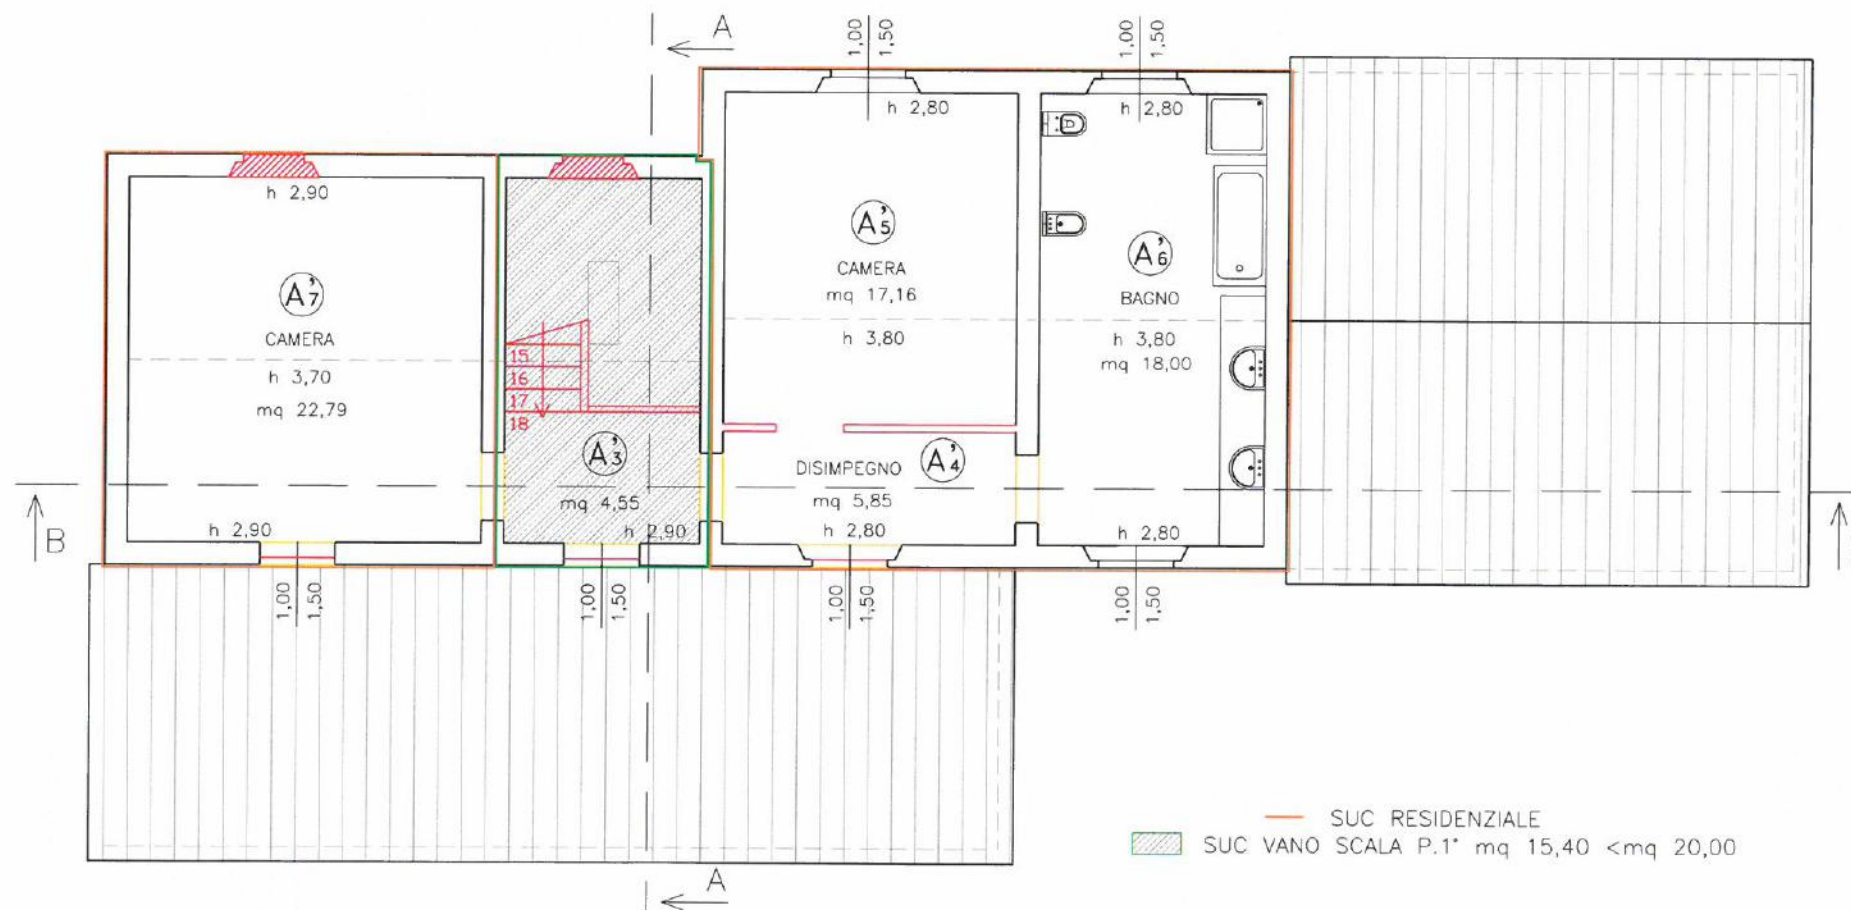 A
1,00
1,50
1,00
1,50
h 2,90
h 2,80
h 2,80
A'7
CAMERA
h 3,70
mq 22,79
15
16
17
18
A'5
CAMERA
mq 17,16
h 3,80
A'6
BAGNO
h 3,80
mq 18,00
A'3
mq 4,55
DISIMPEGNO
A'4
mq 5,85
B
h 2,90
h 2,90
h 2,80
h 2,80
1,00
1,50
1,00
1,50
1,00
1,50
1,00
1,50
SUC RESIDENZIALE
SUC VANO SCALA P.1° mq 15,40 <mq 20,00
A